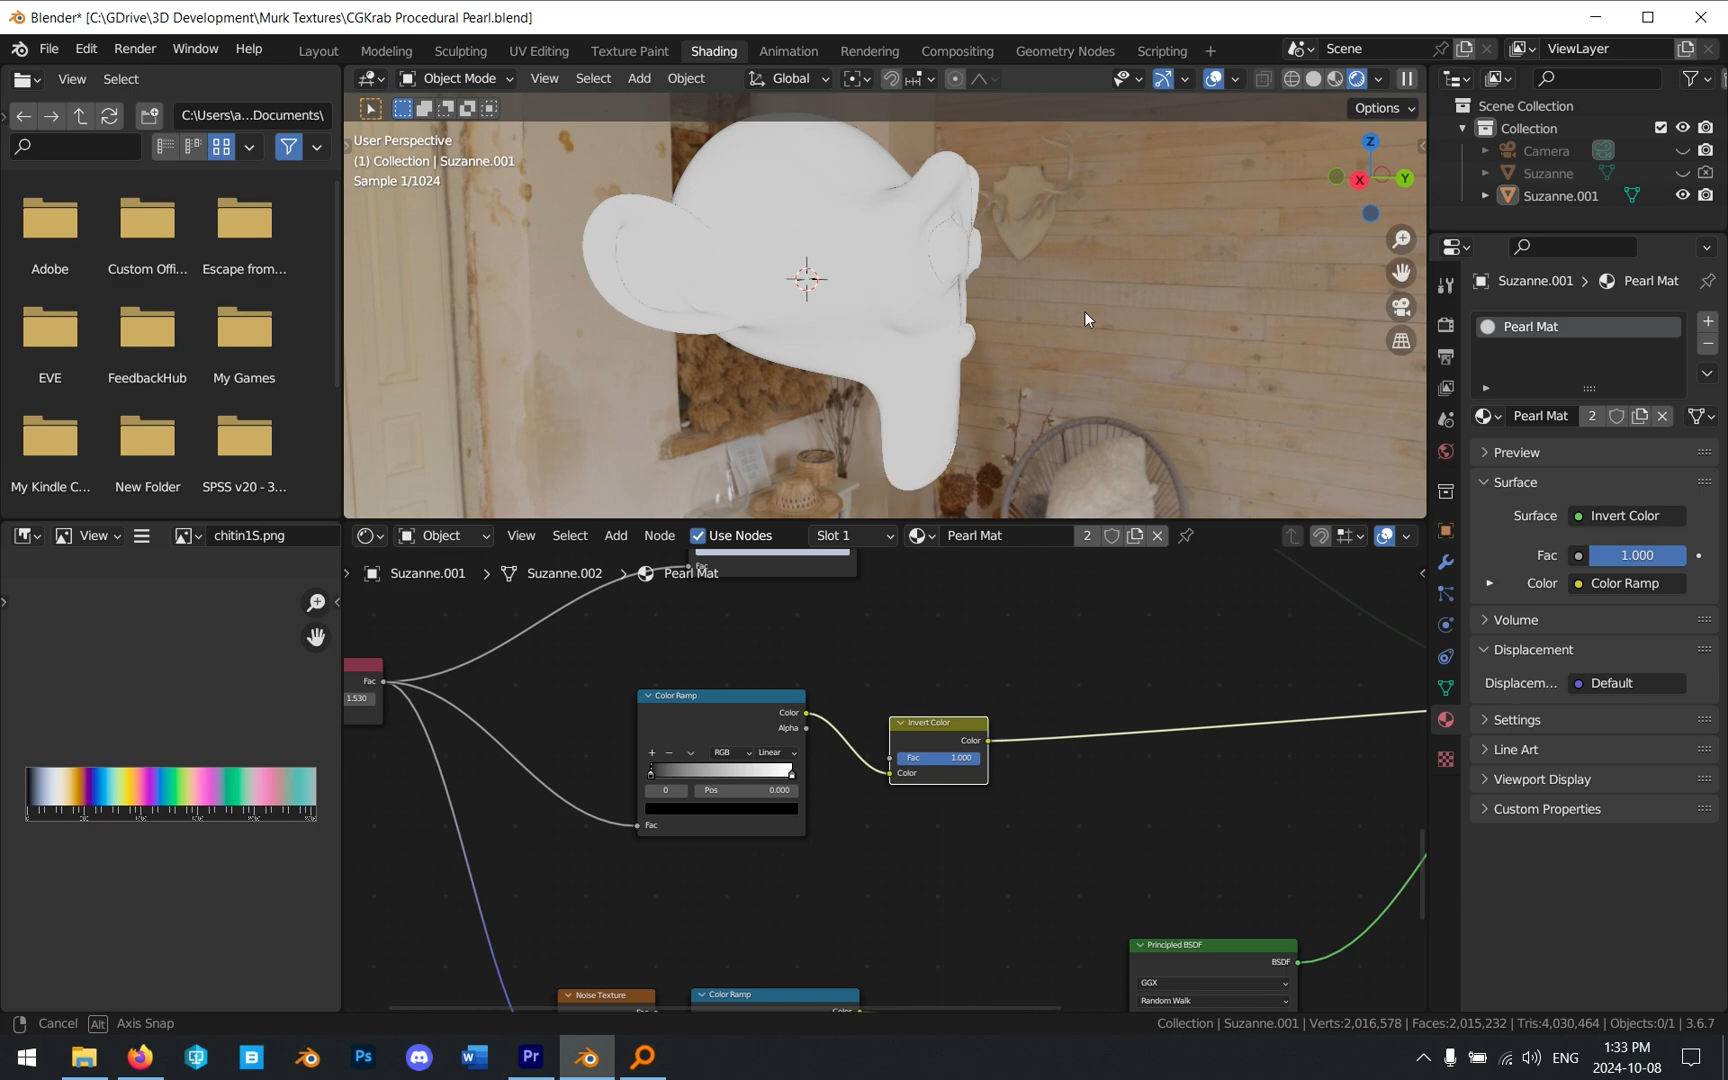 Blender* [C:\GDrive\3D Development\Murk Textures\CGKrab Procedural Pearl.blend]
File Edit Render Window Help
Layout Modeling Sculpting UV Editing Texture Paint Shading Animation Rendering Compositing Geometry Nodes Scripting +
Scene
ViewLayer
View Select
Object Mode View Select Add Object Global
C:\Users\a...Documents\
Options
User Perspective
(1) Collection | Suzanne.001
Sample 1/1024
Z
X
Y
Scene Collection
Collection
Camera
Suzanne
Suzanne.001
Adobe
Custom Offi...
Escape from...
EVE
FeedbackHub
My Games
My Kindle C...
New Folder
SPSS v20 - 3...
Suzanne.001 > Pearl Mat
Pearl Mat
Pearl Mat 2
Preview
Surface
Surface Invert Color
Fac 1.000
Color Color Ramp
Volume
Displacement
Displacem... Default
Settings
Line Art
Viewport Display
Custom Properties
View chitin1S.png
Object View Select Add Node Use Nodes Slot 1 Pearl Mat 2
Fac
Suzanne.001 > Suzanne.002 > Pearl Mat
Fac
1.530
Color Ramp
Color
Alpha
+ − RGB Linear
0 Pos 0.000
Fac
Invert Color
Color
Fac 1.000
Color
Principled BSDF
BSDF
GGX
Random Walk
Noise Texture
Fac
Color Ramp
Color
Cancel Alt Axis Snap
Collection | Suzanne.001 | Verts:2,016,578 | Faces:2,015,232 | Tris:4,030,464 | Objects:0/1 | 3.6.7
B
Ps
W
Pr
ENG
1:33 PM
2024-10-08